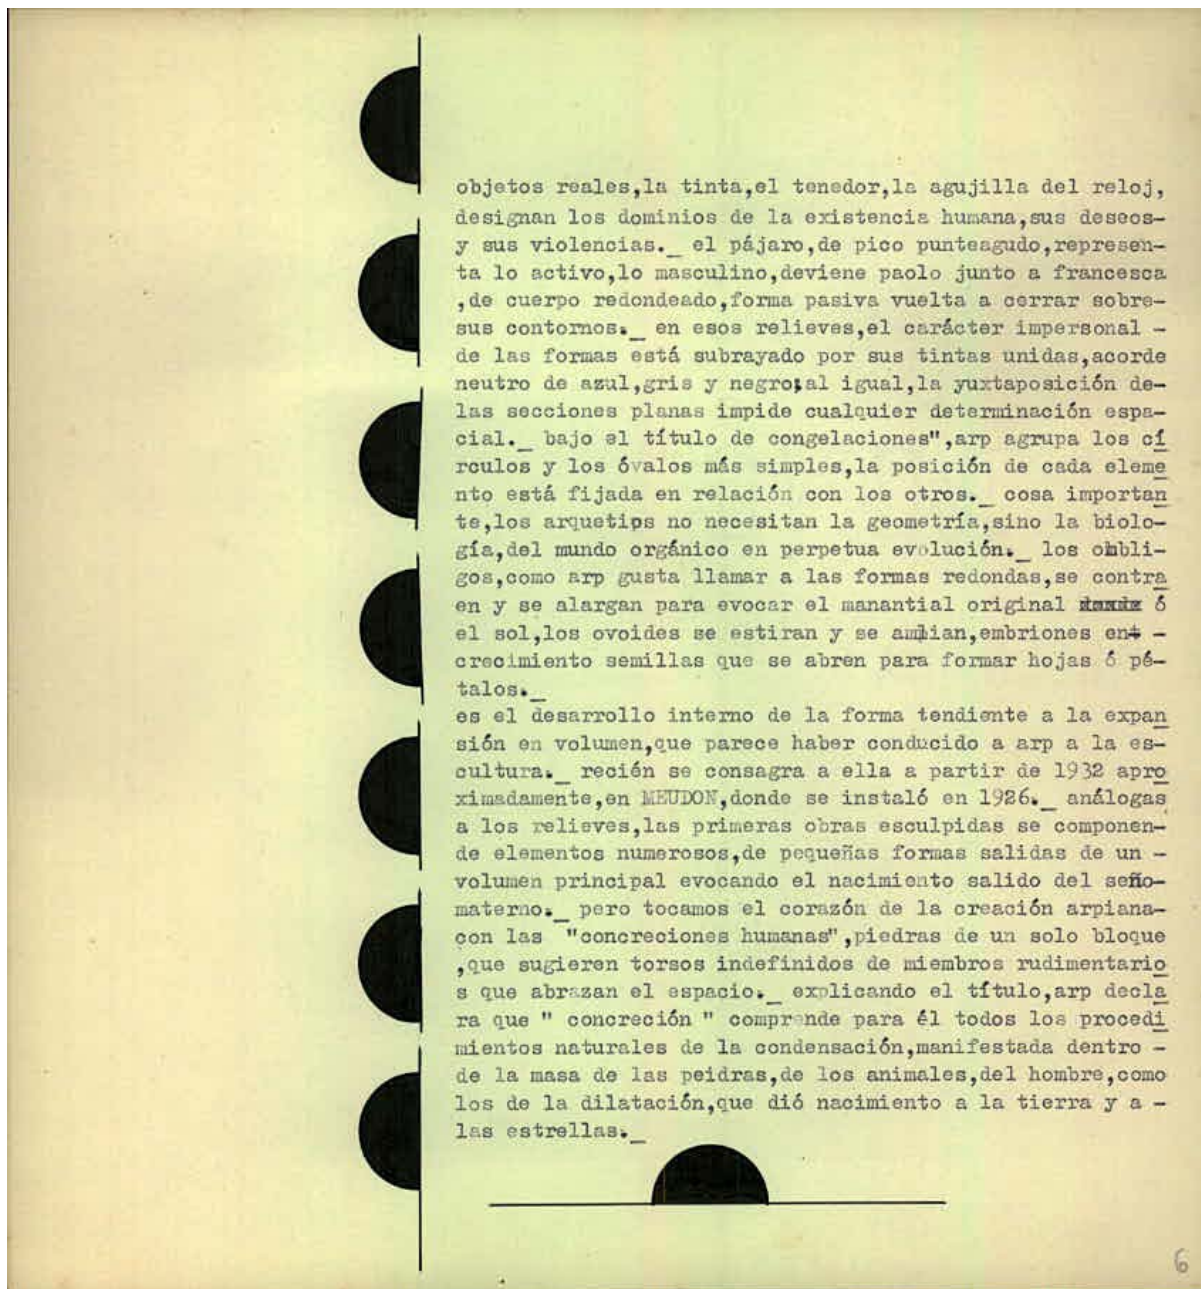 objetos reales,la tinta,el tenedor,la agujilla del reloj,
designan los dominios de la existencia humana,sus deseos-
y sus violencias._ el pájaro,de pico punteagudo,represen-
ta lo activo,lo masculino,deviene paolo junto a francesca
,de cuerpo redondeado,forma pasiva vuelta a cerrar sobre-
sus contornos._ en esos relieves,el carácter impersonal -
de las formas está subrayado por sus tintas unidas,acorde
neutro de azul,gris y negro;al igual,la yuxtaposición de-
las secciones planas impide cualquier determinación espa-
cial._ bajo el título de congelaciones",arp agrupa los cí
rculos y los óvalos más simples,la posición de cada eleme
nto está fijada en relación con los otros._ cosa importan
te,los arquetips no necesitan la geometría,sino la biolo-
gía,del mundo orgánico en perpetua evolución._ los ombli-
gos,como arp gusta llamar a las formas redondas,se contra
en y se alargan para evocar el manantial original ó
el sol,los ovoides se estiran y se amplian,embriones en -
crecimiento semillas que se abren para formar hojas ó pé-
talos._
es el desarrollo interno de la forma tendiente a la expan
sión en volumen,que parece haber conducido a arp a la es-
cultura._ recién se consagra a ella a partir de 1932 apro
ximadamente,en MEUDON,donde se instaló en 1926._ análogas
a los relieves,las primeras obras esculpidas se componen-
de elementos numerosos,de pequeñas formas salidas de un -
volumen principal evocando el nacimiento salido del seño-
materno._ pero tocamos el corazón de la creación arpiana-
con las "concreciones humanas",piedras de un solo bloque
,que sugieren torsos indefinidos de miembros rudimentario
s que abrazan el espacio._ explicando el título,arp decla
ra que " concreción " comprende para él todos los procedi
mientos naturales de la condensación,manifestada dentro -
de la masa de las peidras,de los animales,del hombre,como
los de la dilatación,que dió nacimiento a la tierra y a -
las estrellas._
6